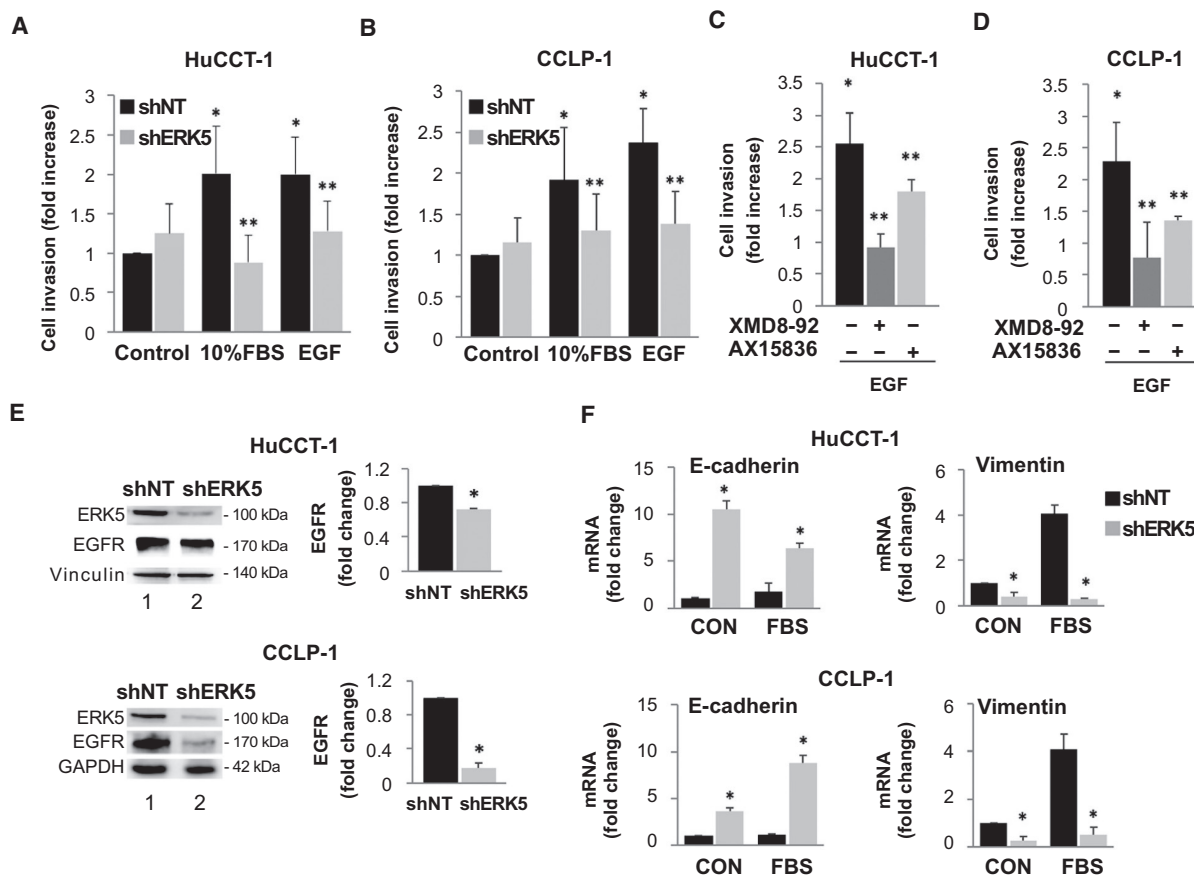 A
HuCCT-1
Cell invasion (fold increase)
3
2.5
2
1.5
1
0.5
0
shNT
shERK5
*
**
*
**
Control 10%FBS EGF
B
CCLP-1
Cell invasion (fold increase)
3
2.5
2
1.5
1
0.5
0
shNT
shERK5
*
**
*
**
Control 10%FBS EGF
C
HuCCT-1
Cell invasion
(fold increase)
3.5
3
2.5
2
1.5
1
0.5
0
*
**
**
XMD8-92 – + –
AX15836 – – +
EGF
D
CCLP-1
Cell invasion
(fold increase)
3.5
3
2.5
2
1.5
1
0.5
0
*
**
**
XMD8-92 – + –
AX15836 – – +
EGF
E
HuCCT-1
shNT shERK5
ERK5 - 100 kDa
EGFR - 170 kDa
Vinculin - 140 kDa
1 2
EGFR
(fold change)
1.2
0.8
0.4
0
*
shNT shERK5
CCLP-1
shNT shERK5
ERK5 - 100 kDa
EGFR - 170 kDa
GAPDH - 42 kDa
1 2
EGFR
(fold change)
1.2
0.8
0.4
0
*
shNT shERK5
F
HuCCT-1
E-cadherin
mRNA
(fold change)
15
10
5
0
*
*
CON FBS
Vimentin
mRNA
(fold change)
6
4
2
0
*
*
CON FBS
shNT
shERK5
CCLP-1
E-cadherin
mRNA
(fold change)
15
10
5
0
*
*
CON FBS
Vimentin
mRNA
(fold change)
6
4
2
0
*
*
CON FBS